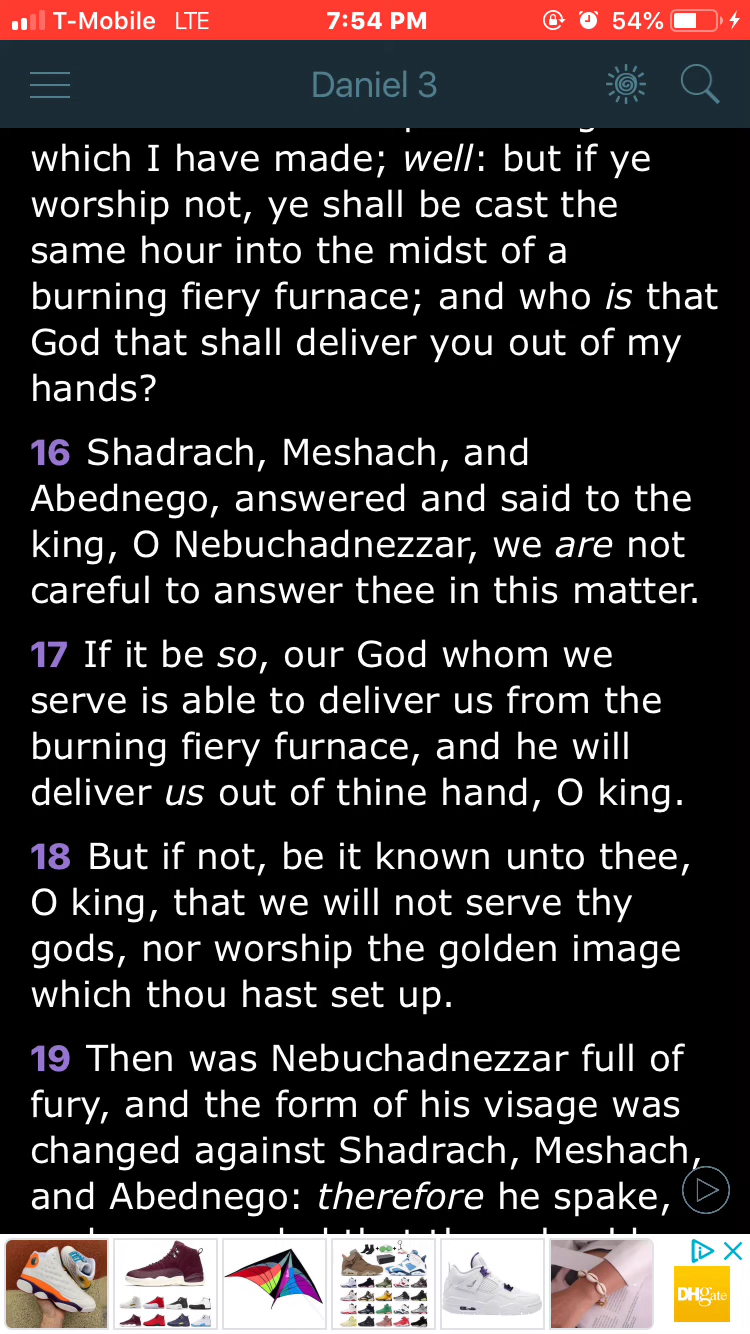 T-Mobile LTE 7:54 PM 54%
Daniel 3
which I have made; well: but if ye
worship not, ye shall be cast the
same hour into the midst of a
burning fiery furnace; and who is that
God that shall deliver you out of my
hands?
16 Shadrach, Meshach, and
Abednego, answered and said to the
king, O Nebuchadnezzar, we are not
careful to answer thee in this matter.
17 If it be so, our God whom we
serve is able to deliver us from the
burning fiery furnace, and he will
deliver us out of thine hand, O king.
18 But if not, be it known unto thee,
O king, that we will not serve thy
gods, nor worship the golden image
which thou hast set up.
19 Then was Nebuchadnezzar full of
fury, and the form of his visage was
changed against Shadrach, Meshach,
and Abednego: therefore he spake,
DHgate